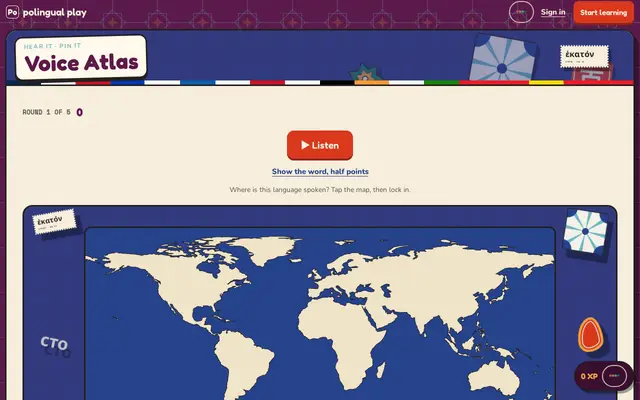 Po polingual play
Sign in
Start learning
HEAR IT · PIN IT
Voice Atlas
ἑκατόν
ROUND 1 OF 5 0
▶ Listen
Show the word, half points
Where is this language spoken? Tap the map, then lock in.
ἑκατόν
СТО
0 XP